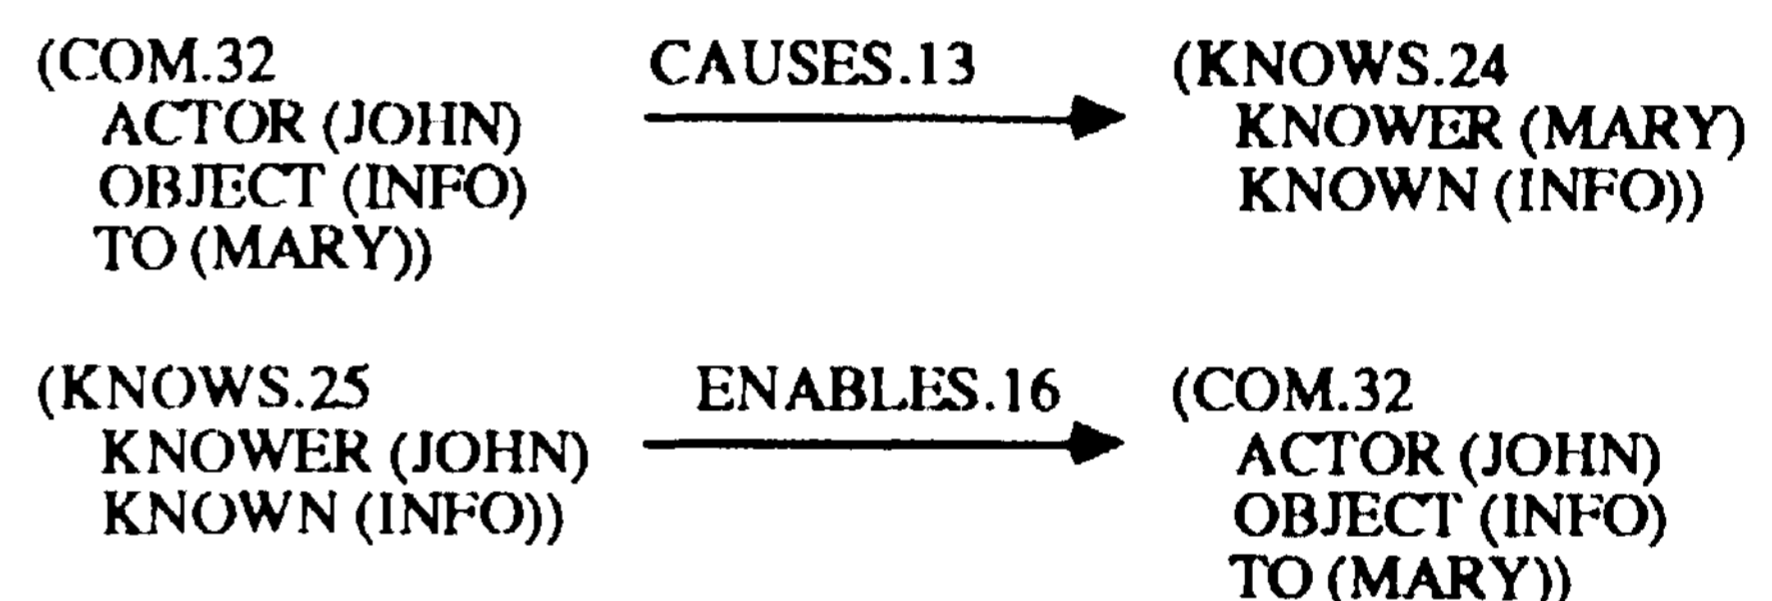 (COM.32 CAUSES.13 (KNOWS.24
ACTOR (JOHN) KNOWER (MARY)
OBJECT (INFO) KNOWN (INFO))
TO (MARY))
(KNOWS.25 ENABLES.16 (COM.32
KNOWER (JOHN) ACTOR (JOHN)
KNOWN (INFO)) OBJECT (INFO)
TO (MARY))